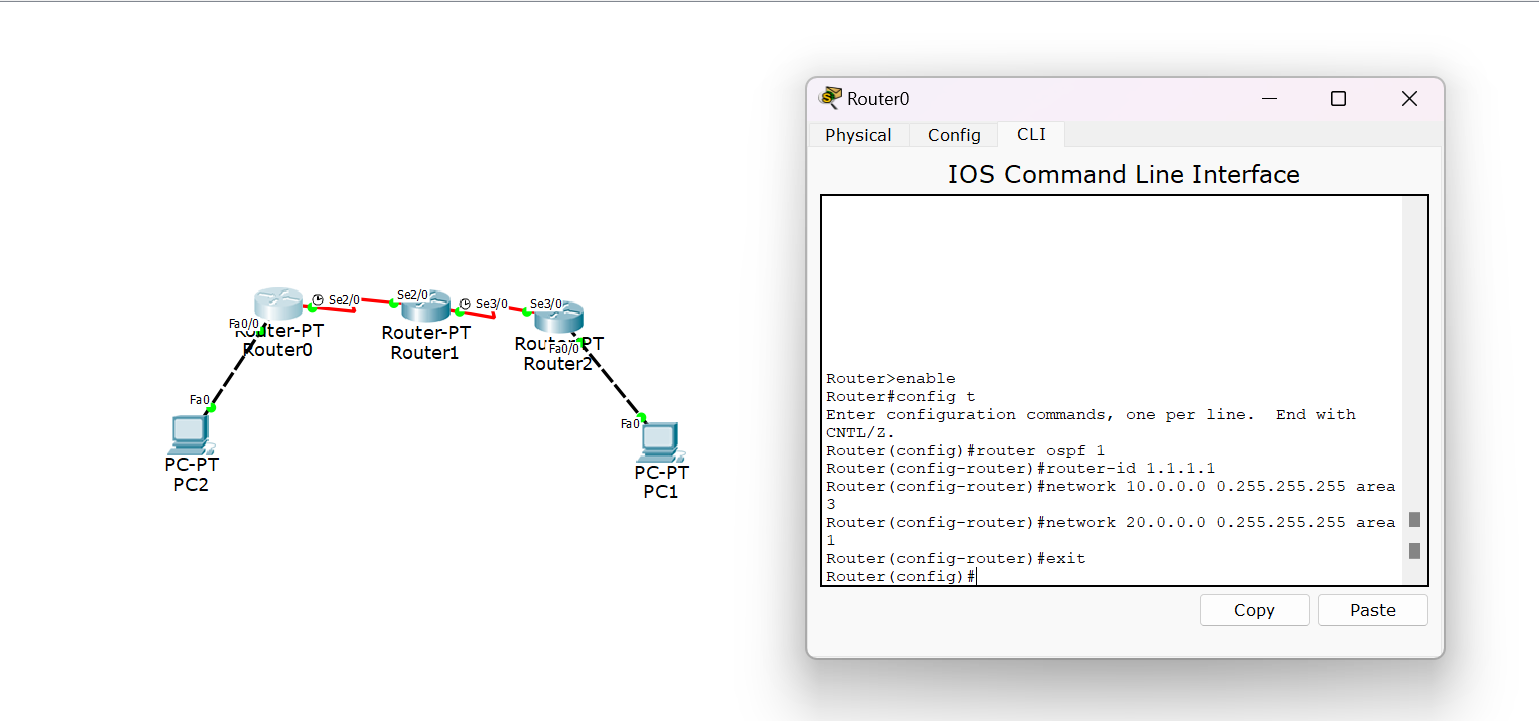 Router0
Physical
Config
CLI
IOS Command Line Interface
Router>enable
Router#config t
Enter configuration commands, one per line.  End with
CNTL/Z.
Router(config)#router ospf 1
Router(config-router)#router-id 1.1.1.1
Router(config-router)#network 10.0.0.0 0.255.255.255 area
3
Router(config-router)#network 20.0.0.0 0.255.255.255 area
1
Router(config-router)#exit
Router(config)#
Copy
Paste
Se2/0
Se2/0
Se3/0
Se3/0
Fa0/0
Router-PT
Router0
Router-PT
Router1
Router-PT
Fa0/0
Router2
Fa0
PC-PT
PC2
Fa0
PC-PT
PC1